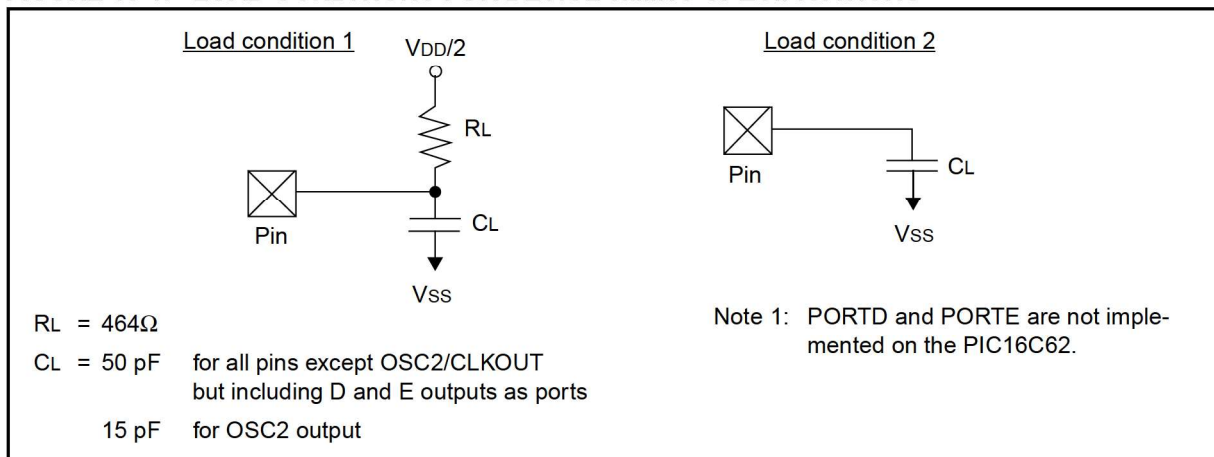 Load condition 1
VDD/2
RL
Pin
CL
VSS
Load condition 2
Pin
CL
VSS
RL = 464Ω
CL = 50 pF for all pins except OSC2/CLKOUT
but including D and E outputs as ports
15 pF for OSC2 output
Note 1: PORTD and PORTE are not imple-
mented on the PIC16C62.